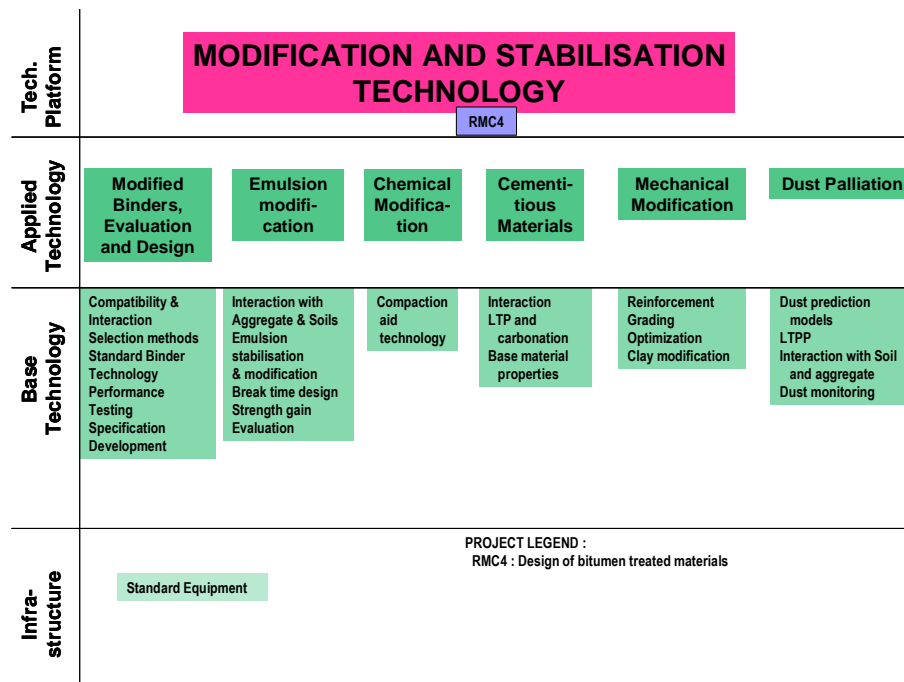 Tech.
Platform
MODIFICATION AND STABILISATION
TECHNOLOGY
RMC4
Applied
Technology
Modified
Binders,
Evaluation
and Design
Emulsion
modifi-
cation
Chemical
Modifica-
tion
Cementi-
tious
Materials
Mechanical
Modification
Dust Palliation
Base
Technology
Compatibility &
Interaction
Selection methods
Standard Binder
Technology
Performance
Testing
Specification
Development
Interaction with
Aggregate & Soils
Emulsion
stabilisation
& modification
Break time design
Strength gain
Evaluation
Compaction
aid
technology
Interaction
LTP and
carbonation
Base material
properties
Reinforcement
Grading
Optimization
Clay modification
Dust prediction
models
LTPP
Interaction with Soil
and aggregate
Dust monitoring
Infra-
structure
Standard Equipment
PROJECT LEGEND :
RMC4 : Design of bitumen treated materials